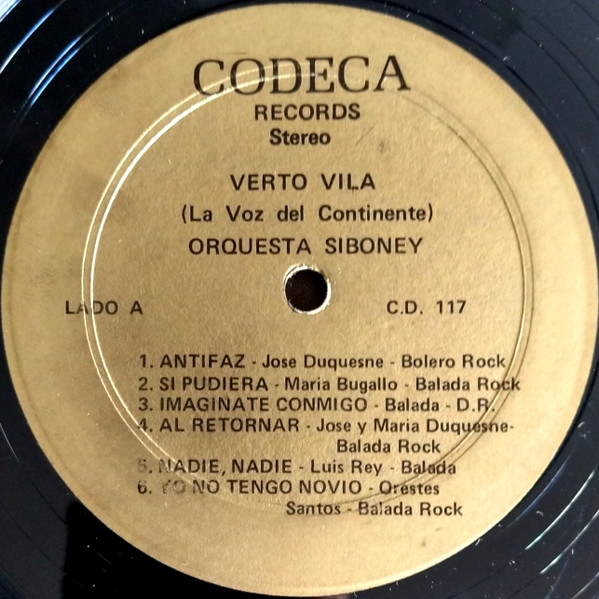 CODECA
RECORDS
Stereo
VERTO VILA
(La Voz del Continente)
ORQUESTA SIBONEY
LADO A C.D. 117
1. ANTIFAZ - Jose Duquesne - Bolero Rock
2. SI PUDIERA - Maria Bugallo - Balada Rock
3. IMAGINATE CONMIGO - Balada - D.R.
4. AL RETORNAR - Jose y Maria Duquesne-
Balada Rock
5. NADIE, NADIE - Luis Rey - Balada
6. YO NO TENGO NOVIO - Orestes
Santos - Balada Rock